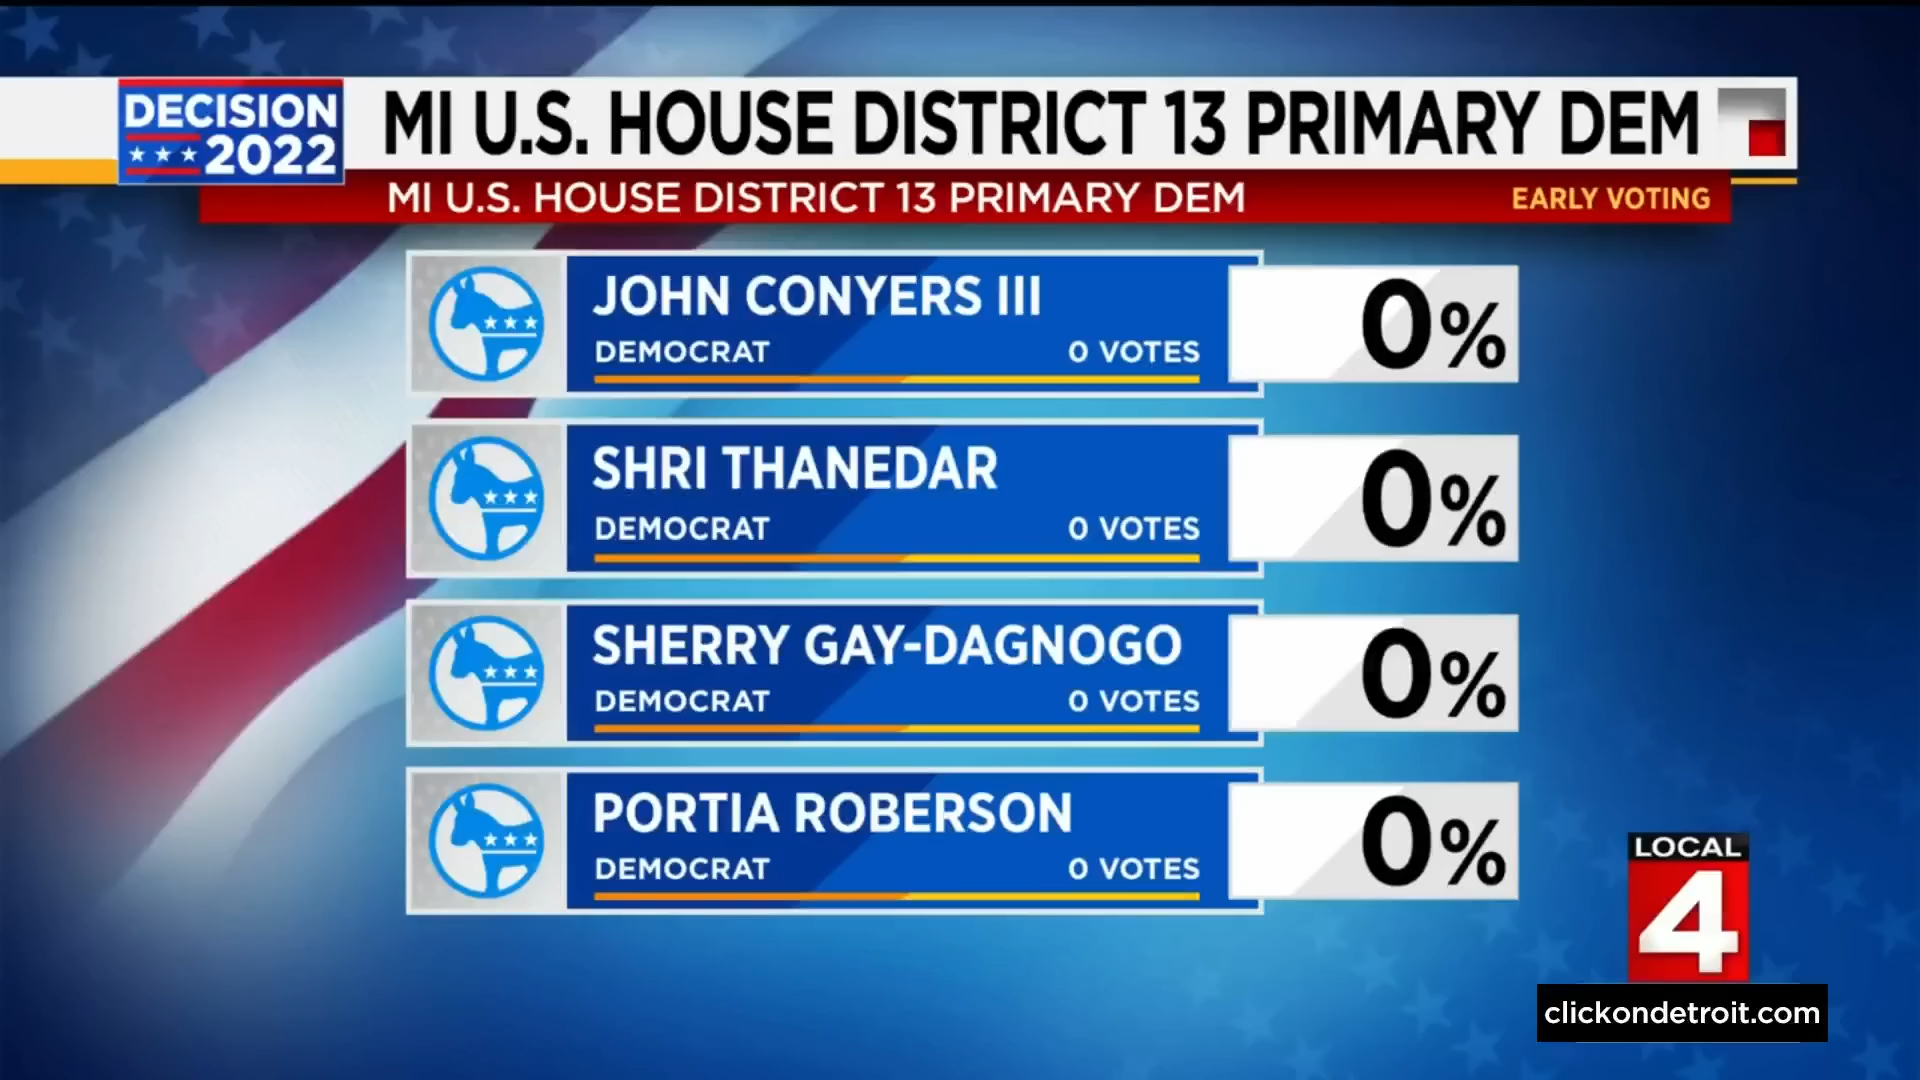 DECISION
2022
MI U.S. HOUSE DISTRICT 13 PRIMARY DEM
MI U.S. HOUSE DISTRICT 13 PRIMARY DEM
EARLY VOTING
JOHN CONYERS III
DEMOCRAT
0 VOTES
0%
SHRI THANEDAR
DEMOCRAT
0 VOTES
0%
SHERRY GAY-DAGNOGO
DEMOCRAT
0 VOTES
0%
PORTIA ROBERSON
DEMOCRAT
0 VOTES
0%
LOCAL
4
clickondetroit.com